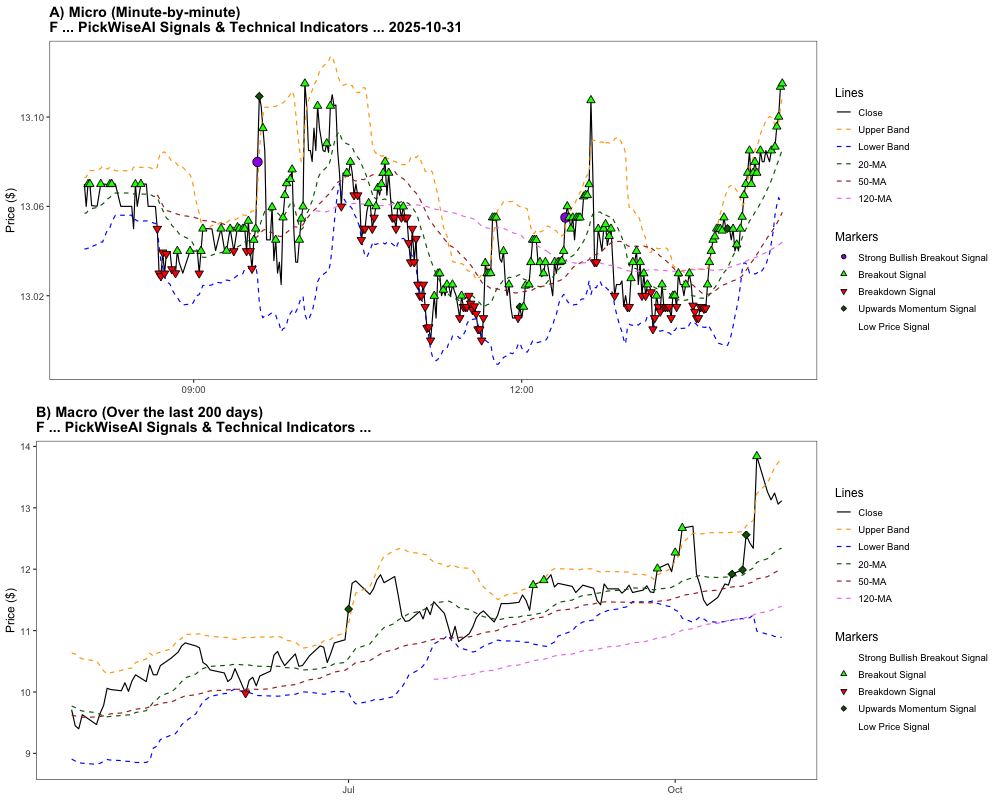 A) Micro (Minute-by-minute)
F ... PickWiseAI Signals & Technical Indicators ... 2025-10-31
Price ($)
13.10
13.06
13.02
09:00
12:00
Lines
Close
Upper Band
Lower Band
20-MA
50-MA
120-MA
Markers
Strong Bullish Breakout Signal
Breakout Signal
Breakdown Signal
Upwards Momentum Signal
Low Price Signal
B) Macro (Over the last 200 days)
F ... PickWiseAI Signals & Technical Indicators ...
Price ($)
14
13
12
11
10
9
Jul
Oct
Lines
Close
Upper Band
Lower Band
20-MA
50-MA
120-MA
Markers
Strong Bullish Breakout Signal
Breakout Signal
Breakdown Signal
Upwards Momentum Signal
Low Price Signal